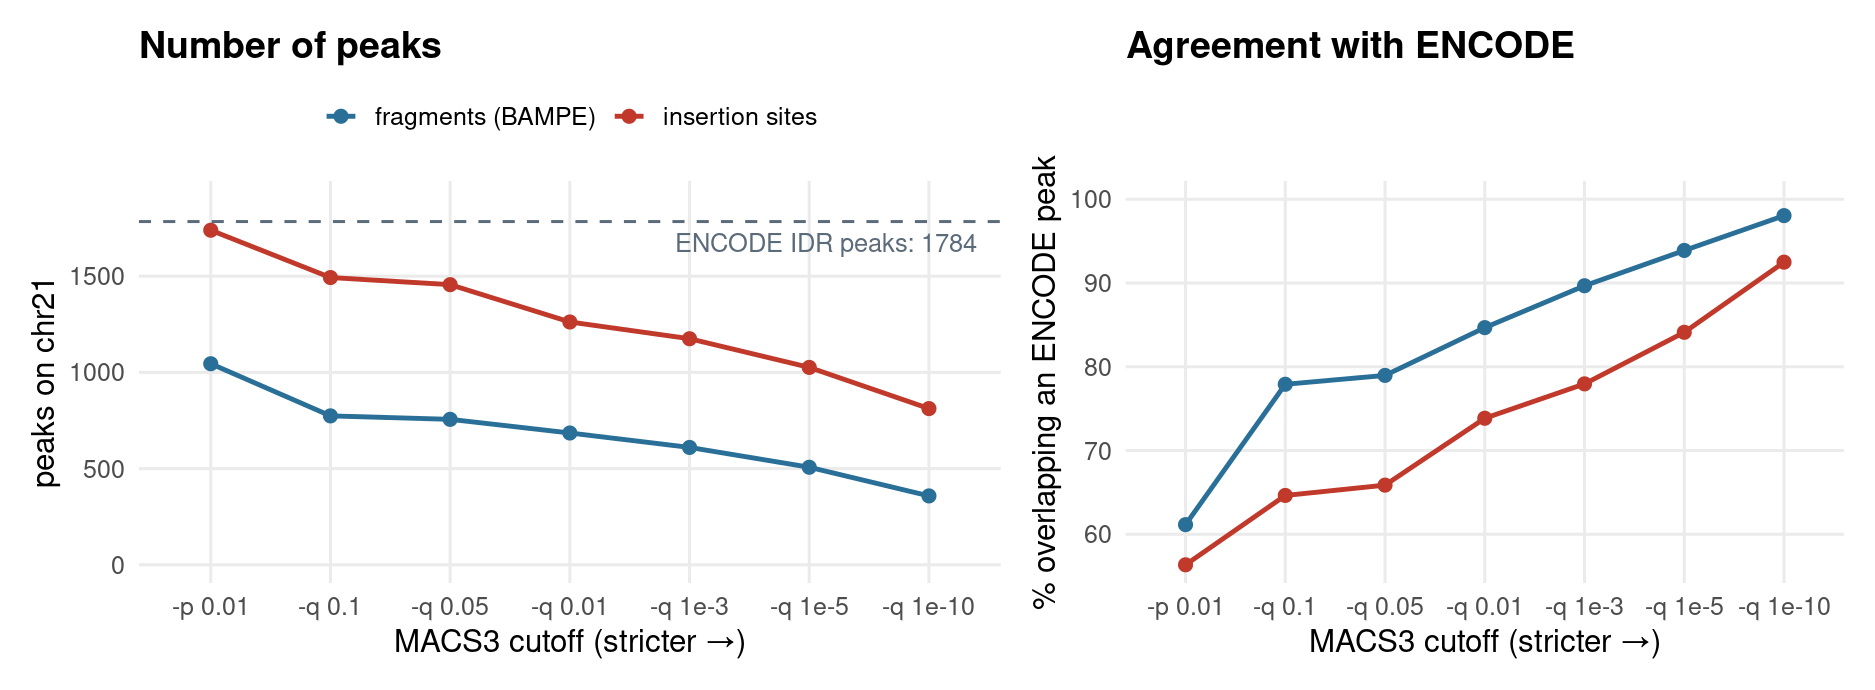 Number of peaks
fragments (BAMPE)
insertion sites
ENCODE IDR peaks: 1784
peaks on chr21
1500
1000
500
0
-p 0.01
-q 0.1
-q 0.05
-q 0.01
-q 1e-3
-q 1e-5
-q 1e-10
MACS3 cutoff (stricter →)
Agreement with ENCODE
% overlapping an ENCODE peak
100
90
80
70
60
-p 0.01
-q 0.1
-q 0.05
-q 0.01
-q 1e-3
-q 1e-5
-q 1e-10
MACS3 cutoff (stricter →)